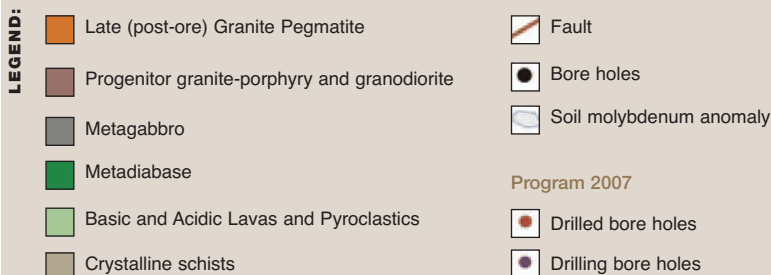 LEGEND:
Late (post-ore) Granite Pegmatite
Progenitor granite-porphyry and granodiorite
Metagabbro
Metadiabase
Basic and Acidic Lavas and Pyroclastics
Crystalline schists
Fault
Bore holes
Soil molybdenum anomaly
Program 2007
Drilled bore holes
Drilling bore holes